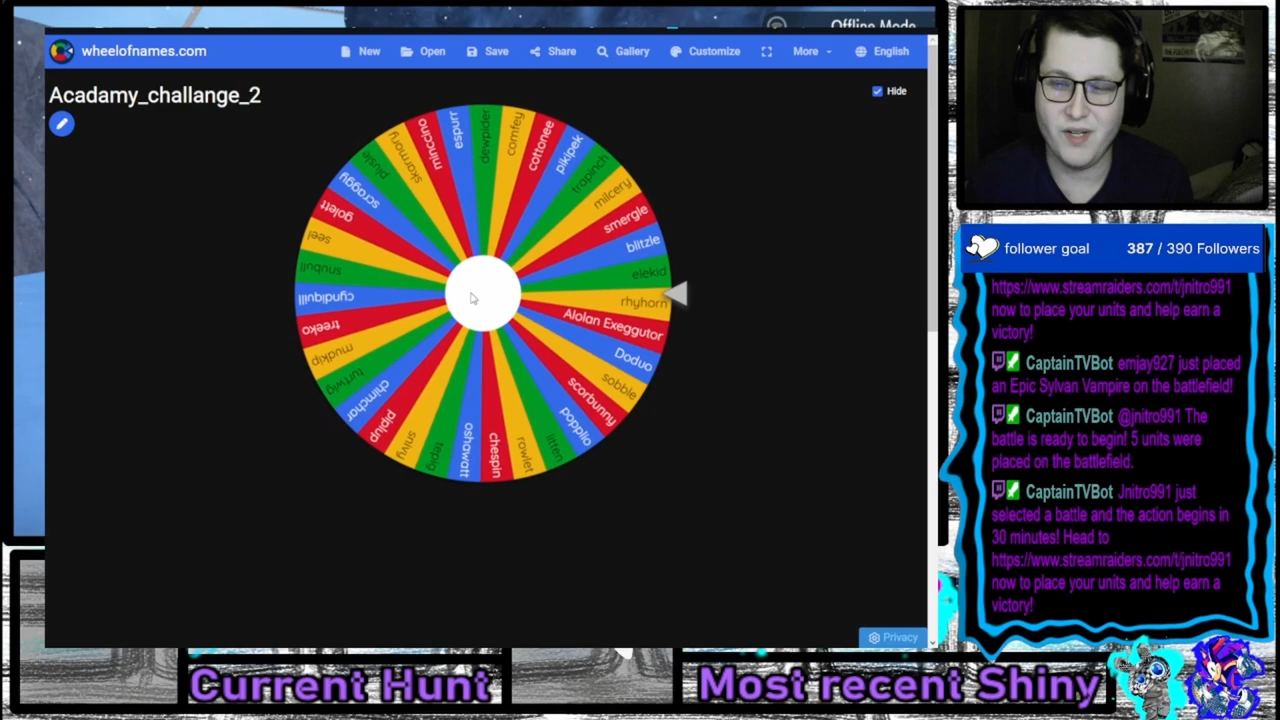 Offline Mode
wheelofnames.com New Open Save Share Gallery Customize More English
Acadamy_challange_2
Hide
dewpider
comfey
cottonee
pikipek
trapinch
milcery
smergle
blitzle
elekid
rhyhorn
Alolan Exeggutor
Doduo
sobble
scorbunny
popplio
litten
rowlet
chespin
oshawatt
tepig
snivy
piplup
chimchar
turtwig
mudkip
treeko
cyndiquill
snubull
seel
golett
scraggy
plusle
skarmory
minccino
espurr
Privacy
follower goal 387 / 390 Followers
https://www.streamraiders.com/t/jnitro991
now to place your units and help earn a
victory!
CaptainTVBot emjay927 just placed
an Epic Sylvan Vampire on the battlefield!
CaptainTVBot @jnitro991 The
battle is ready to begin! 5 units were
placed on the battlefield.
CaptainTVBot Jnitro991 just
selected a battle and the action begins in
30 minutes! Head to
https://www.streamraiders.com/t/jnitro991
now to place your units and help earn a
victory!
Current Hunt
Most recent Shiny